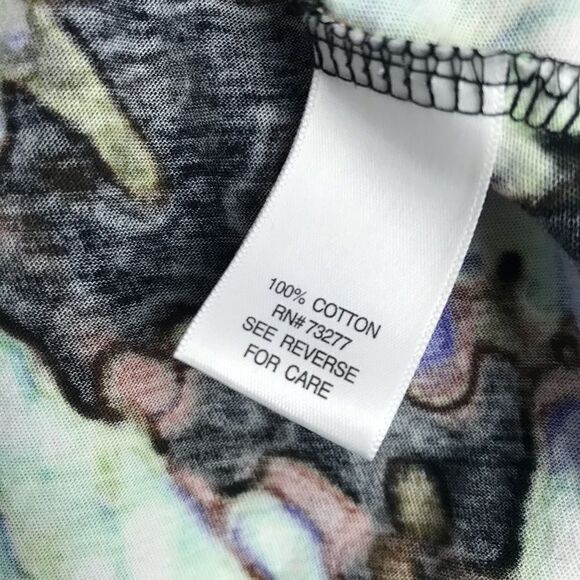 100% COTTON
RN# 73277
SEE REVERSE
FOR CARE